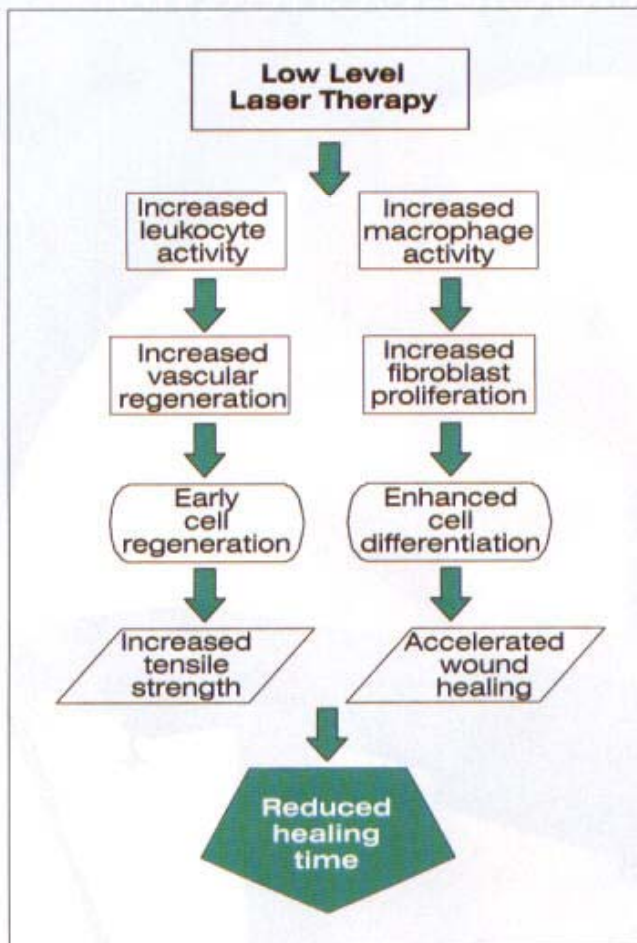 Low Level
Laser Therapy
Increased
leukocyte
activity
Increased
macrophage
activity
Increased
vascular
regeneration
Increased
fibroblast
proliferation
Early
cell
regeneration
Enhanced
cell
differentiation
Increased
tensile
strength
Accelerated
wound
healing
Reduced
healing
time